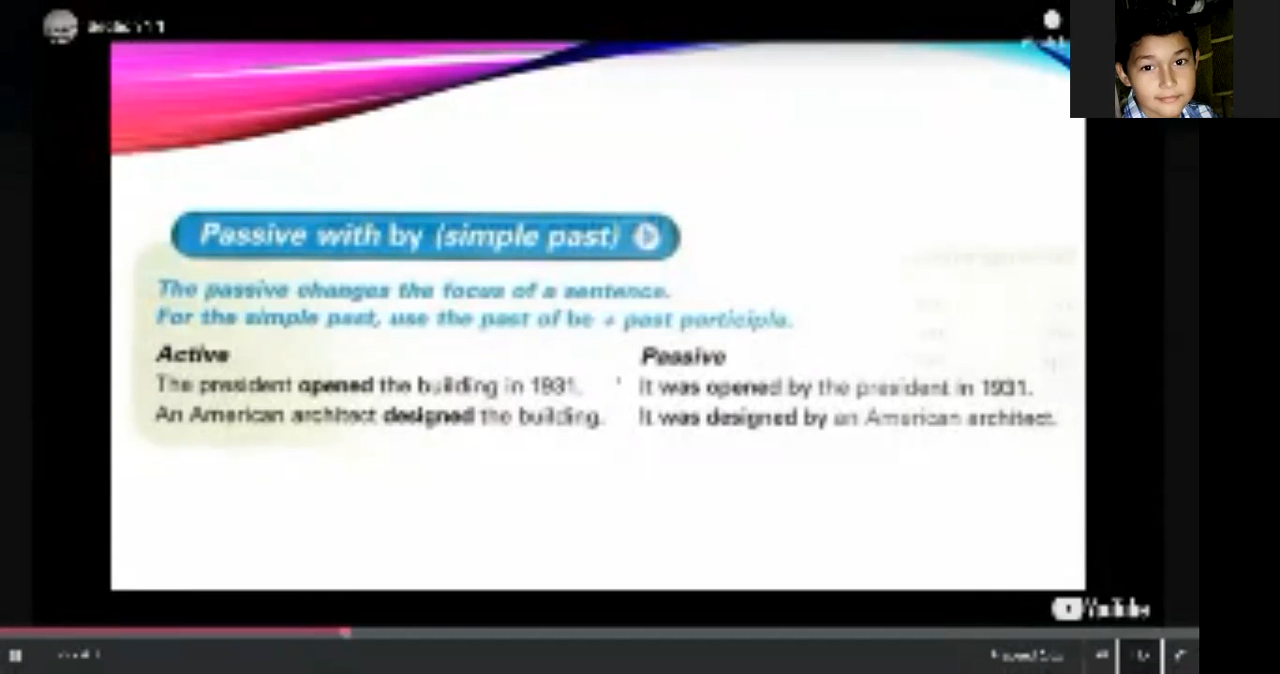 Passive with by (simple past)
The passive changes the focus of a sentence.
For the simple past, use the past of be + past participle.
Active
Passive
The president opened the building in 1931.
It was opened by the president in 1931.
An American architect designed the building.
It was designed by an American architect.
YouTube